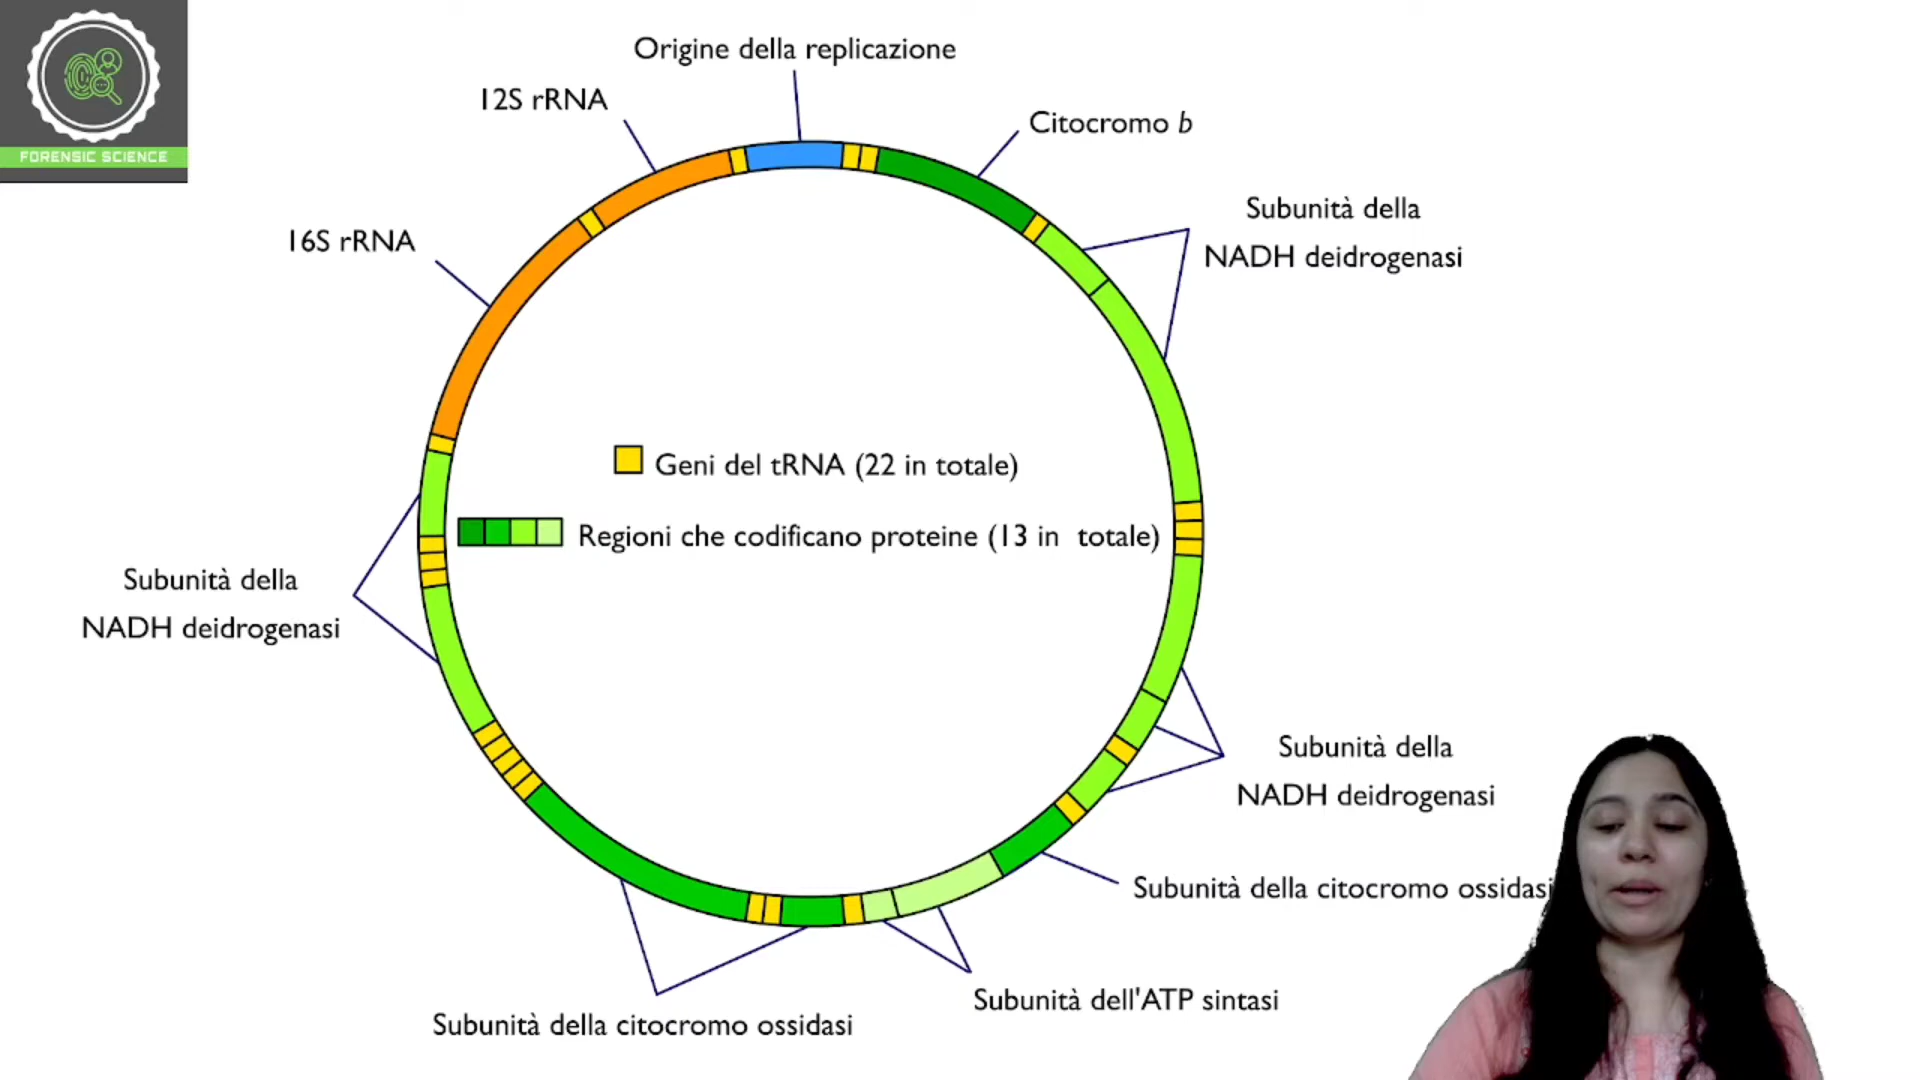 FORENSIC SCIENCE
Origine della replicazione
12S rRNA
Citocromo b
16S rRNA
Subunità della
NADH deidrogenasi
Geni del tRNA (22 in totale)
Regioni che codificano proteine (13 in totale)
Subunità della
NADH deidrogenasi
Subunità della
NADH deidrogenasi
Subunità della citocromo ossidasi
Subunità dell'ATP sintasi
Subunità della citocromo ossidasi